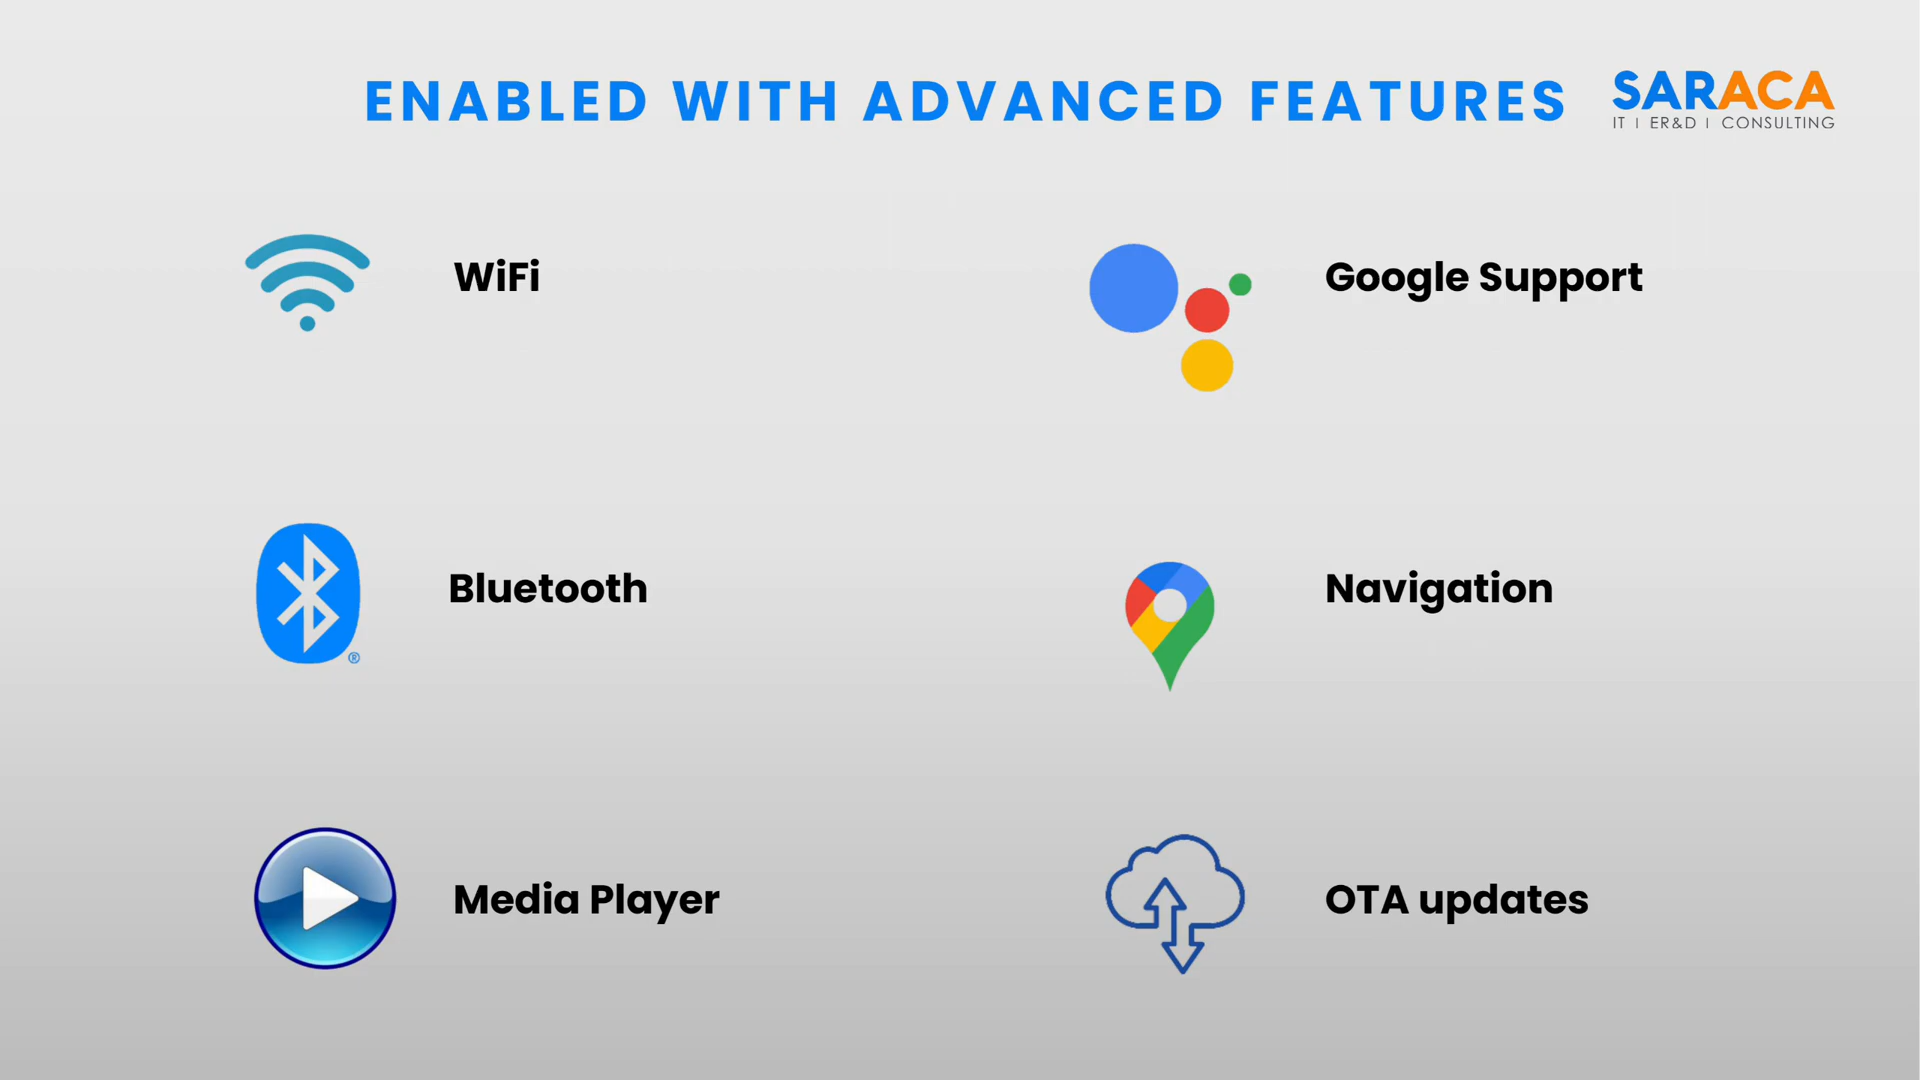 ENABLED WITH ADVANCED FEATURES
SARACA
IT | ER&D | CONSULTING
WiFi
Google Support
Bluetooth
®
Navigation
Media Player
OTA updates